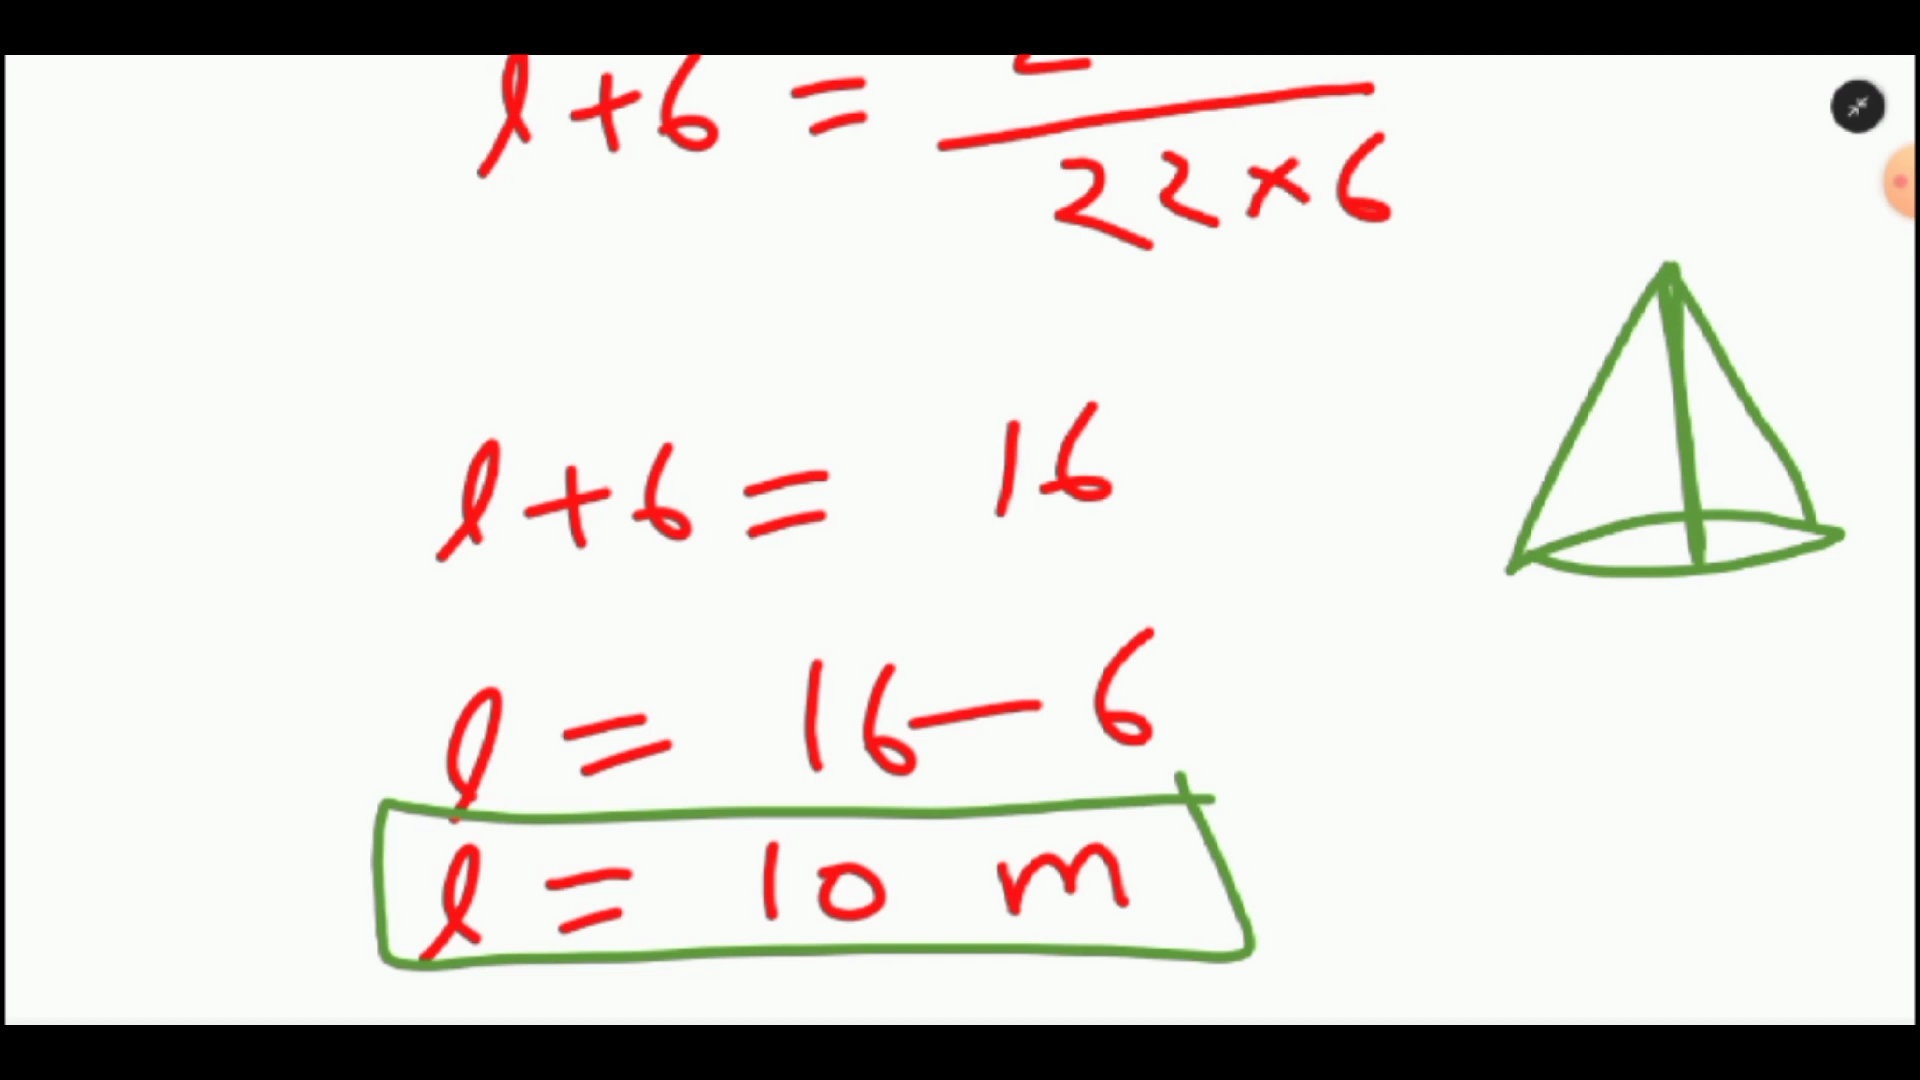 l + 6 =
22 × 6
l + 6 = 16
l = 16 – 6
l = 10 m